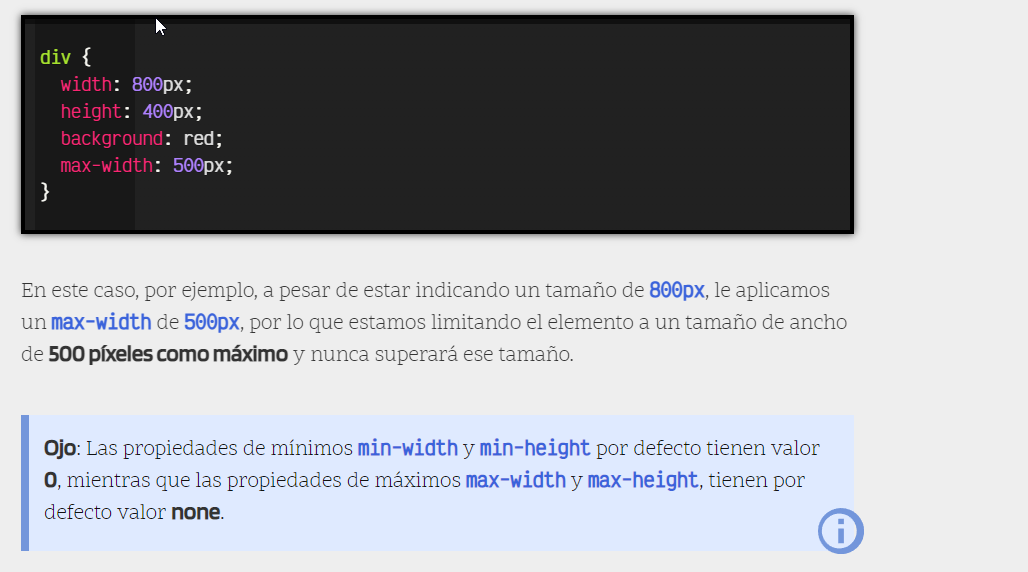 div {
  width: 800px;
  height: 400px;
  background: red;
  max-width: 500px;
}
En este caso, por ejemplo, a pesar de estar indicando un tamaño de 800px, le aplicamos
un max-width de 500px, por lo que estamos limitando el elemento a un tamaño de ancho
de 500 píxeles como máximo y nunca superará ese tamaño.
Ojo: Las propiedades de mínimos min-width y min-height por defecto tienen valor
0, mientras que las propiedades de máximos max-width y max-height, tienen por
defecto valor none.